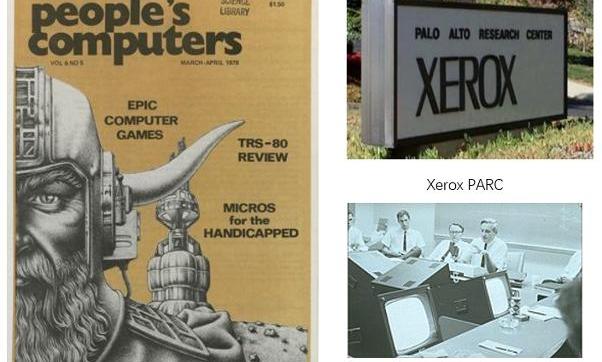 SCIENCE
LIBRARY
$1.50
people's
computers
VOL 6 NO 5
MARCH-APRIL 1978
EPIC
COMPUTER
GAMES
TRS-80
REVIEW
MICROS
for the
HANDICAPPED
PALO ALTO RESEARCH CENTER
XEROX
Xerox PARC